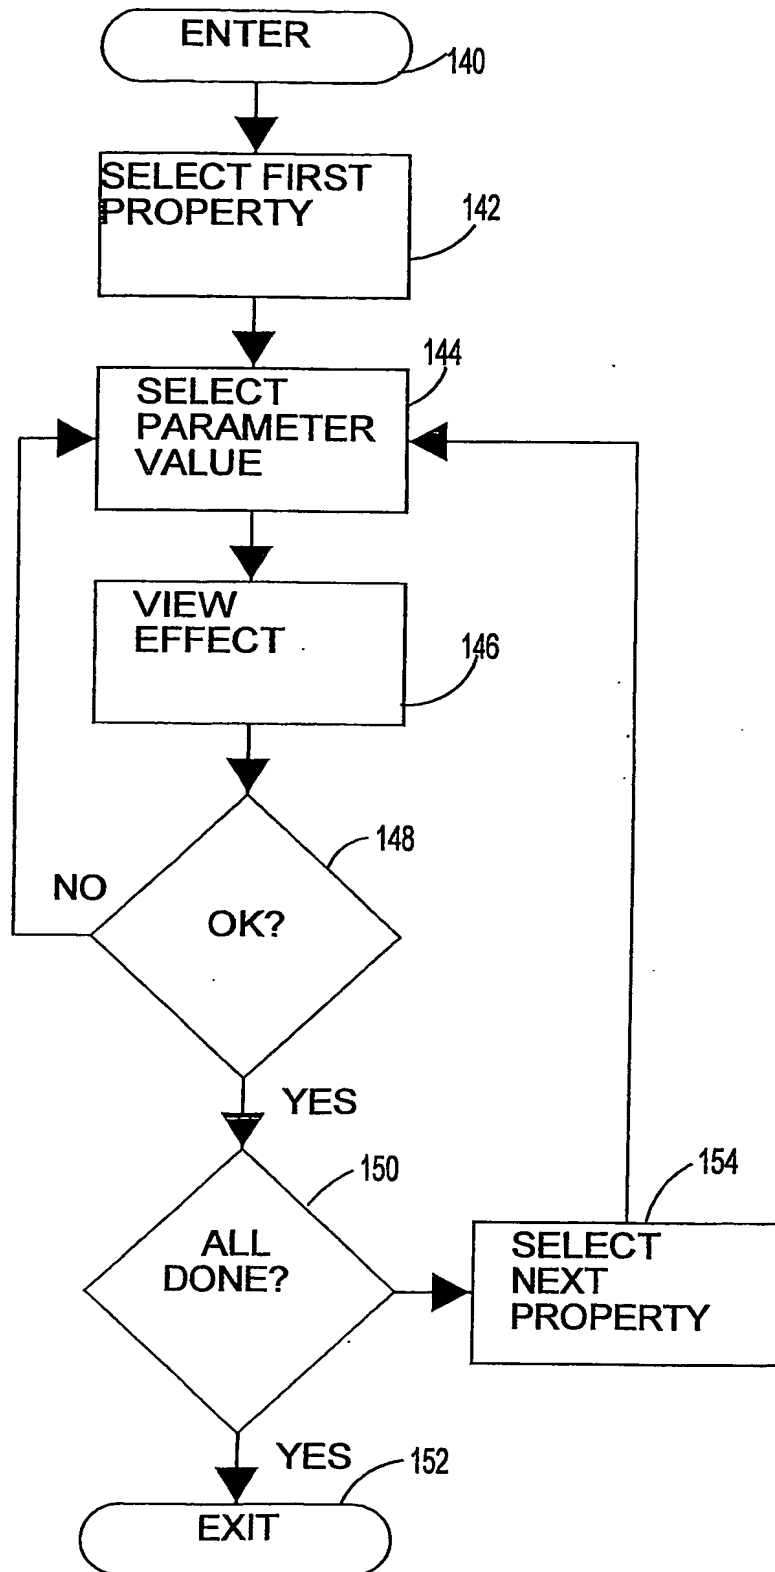 ENTER
140
SELECT FIRST
PROPERTY
142
144
SELECT
PARAMETER
VALUE
VIEW
EFFECT
146
148
NO
OK?
YES
150
154
ALL
DONE?
SELECT
NEXT
PROPERTY
YES
152
EXIT